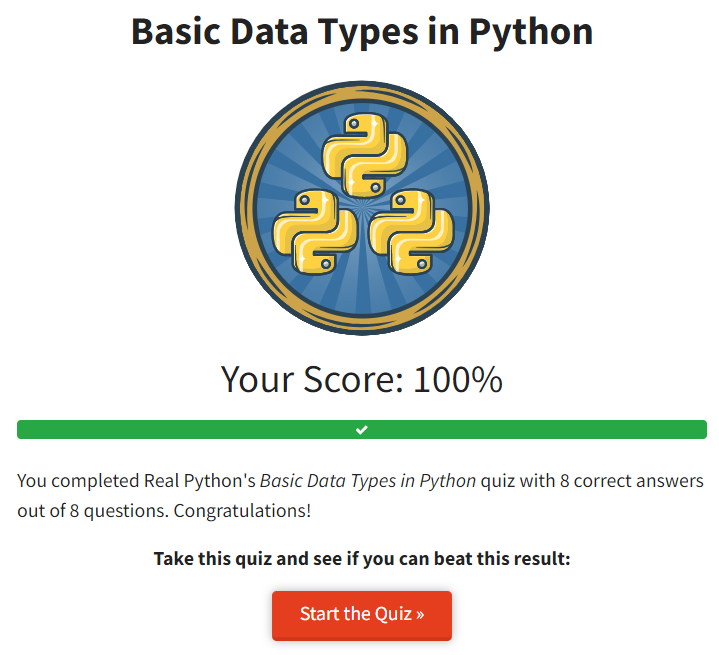 Basic Data Types in Python
Your Score: 100%
You completed Real Python's Basic Data Types in Python quiz with 8 correct answers
out of 8 questions. Congratulations!
Take this quiz and see if you can beat this result:
Start the Quiz »